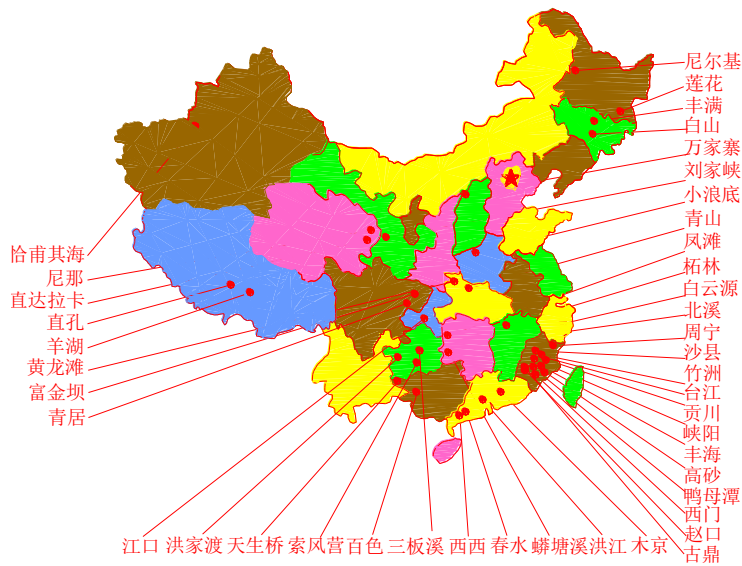 尼尔基
莲花
丰满
白山
万家寨
刘家峡
小浪底
青山
凤滩
柘林
白云源
北溪
周宁
沙县
竹洲
台江
贡川
峡阳
丰海
高砂
鸭母潭
西门
赵口
古鼎
恰甫其海
尼那
直达拉卡
直孔
羊湖
黄龙滩
富金坝
青居
江口 洪家渡 天生桥 索风营 百色 三板溪 西西 春水 蟒塘溪 洪江 木京